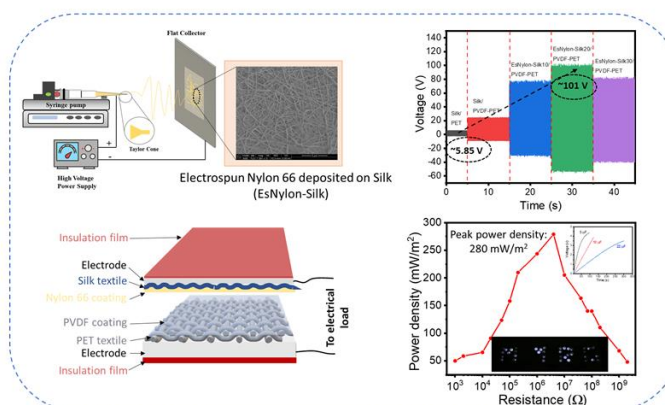 Flat Collector
Syringe pump
Taylor Cone
+
-
High Voltage
Power Supply
Electrospun Nylon 66 deposited on Silk
(EsNylon-Silk)
Insulation film
Electrode
Silk textile
Nylon 66 coating
PVDF coating
PET textile
Electrode
Insulation film
To electrical
load
Voltage (V)
140
120
100
80
60
40
20
0
-20
-40
-60
Silk/
PET
Silk/
PVDF-PET
EsNylon-Silk10/
PVDF-PET
EsNylon-Silk20/
PVDF-PET
EsNylon-Silk30/
PVDF-PET
~101 V
~5.85 V
0 10 20 30 40
Time (s)
Power density (mW/m²)
300
250
200
150
100
50
Peak power density:
280 mW/m²
10³ 10⁴ 10⁵ 10⁶ 10⁷ 10⁸ 10⁹
Resistance (Ω)